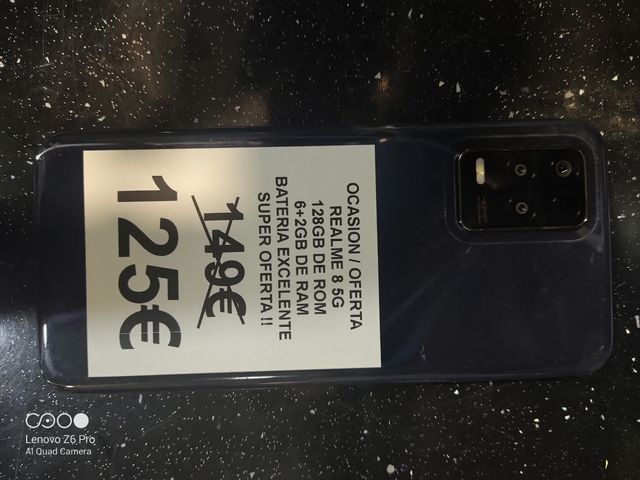 OCASION / OFERTA
REALME 8 5G
128GB DE ROM
6+2GB DE RAM
BATERIA EXCELENTE
SUPER OFERTA !!
149€
125€
Lenovo Z6 Pro
AI Quad Camera